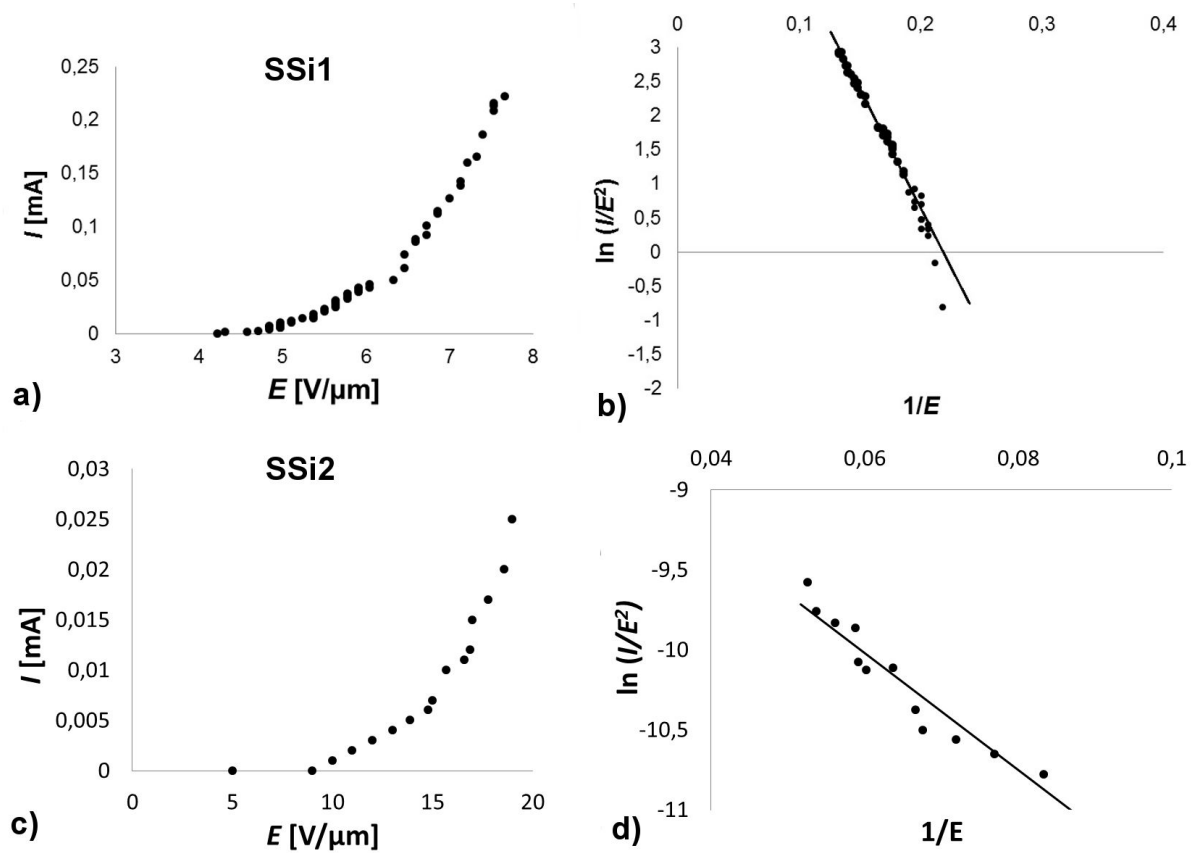 SSi1
0,25
0,2
0,15
0,1
0,05
0
3 4 5 6 7 8
I [mA]
E [V/µm]
a)
0 0,1 0,2 0,3 0,4
3
2,5
2
1,5
1
0,5
0
-0,5
-1
-1,5
-2
ln (I/E²)
1/E
b)
SSi2
0,03
0,025
0,02
0,015
0,01
0,005
0
0 5 10 15 20
I [mA]
E [V/µm]
c)
0,04 0,06 0,08 0,1
-9
-9,5
-10
-10,5
-11
ln (I/E²)
1/E
d)